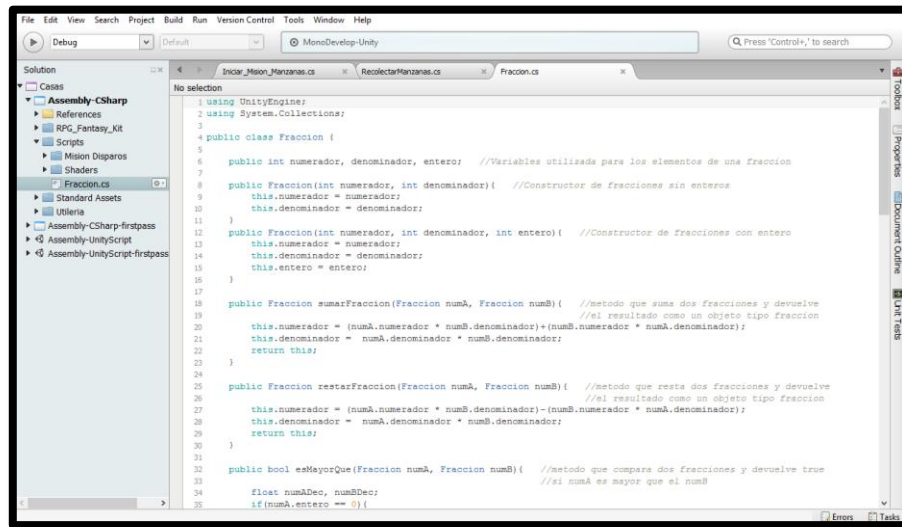 File Edit View Search Project Build Run Version Control Tools Window Help
Debug Default MonoDevelop-Unity Press 'Control+,' to search
Solution
Casas
Assembly-CSharp
References
RPG_Fantasy_Kit
Scripts
Mision Disparos
Shaders
Fraccion.cs
Standard Assets
Utileria
Assembly-CSharp-firstpass
Assembly-UnityScript
Assembly-UnityScript-firstpass
Iniciar_Mision_Manzanas.cs RecolectarManzanas.cs Fraccion.cs
No selection
1 using UnityEngine;
2 using System.Collections;
3
4 public class Fraccion {
5
6 public int numerador, denominador, entero; //Variables utilizada para los elementos de una fraccion
7
8 public Fraccion(int numerador, int denominador){ //Constructor de fracciones sin enteros
9 this.numerador = numerador;
10 this.denominador = denominador;
11 }
12 public Fraccion(int numerador, int denominador, int entero){ //Constructor de fracciones con entero
13 this.numerador = numerador;
14 this.denominador = denominador;
15 this.entero = entero;
16 }
17
18 public Fraccion sumarFraccion(Fraccion numA, Fraccion numB){ //metodo que suma dos fracciones y devuelve
19 //el resultado como un objeto tipo fraccion
20 this.numerador = (numA.numerador * numB.denominador)+(numB.numerador * numA.denominador);
21 this.denominador = numA.denominador * numB.denominador;
22 return this;
23 }
24
25 public Fraccion restarFraccion(Fraccion numA, Fraccion numB){ //metodo que resta dos fracciones y devuelve
26 //el resultado como un objeto tipo fraccion
27 this.numerador = (numA.numerador * numB.denominador)-(numB.numerador * numA.denominador);
28 this.denominador = numA.denominador * numB.denominador;
29 return this;
30 }
31
32 public bool esMayorQue(Fraccion numA, Fraccion numB){ //metodo que compara dos fracciones y devuelve true
33 //si numA es mayor que el numB
34 float numADec, numBDec;
35 if(numA.entero == 0){
Toolbox
Properties
Document Outline
Unit Tests
Errors Tasks